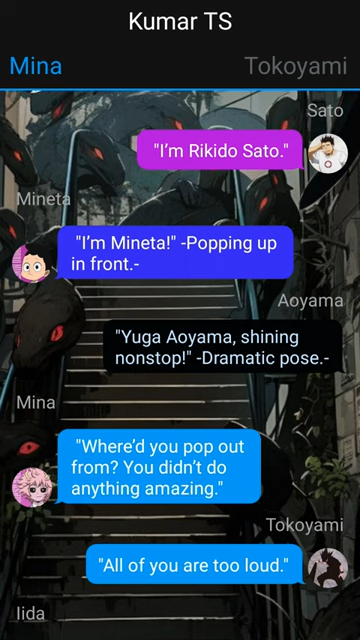 Kumar TS
Mina
Tokoyami
Sato
"I’m Rikido Sato."
Mineta
"I’m Mineta!" -Popping up
in front.-
Aoyama
"Yuga Aoyama, shining
nonstop!" -Dramatic pose.-
Mina
"Where’d you pop out
from? You didn’t do
anything amazing."
Tokoyami
"All of you are too loud."
Iida